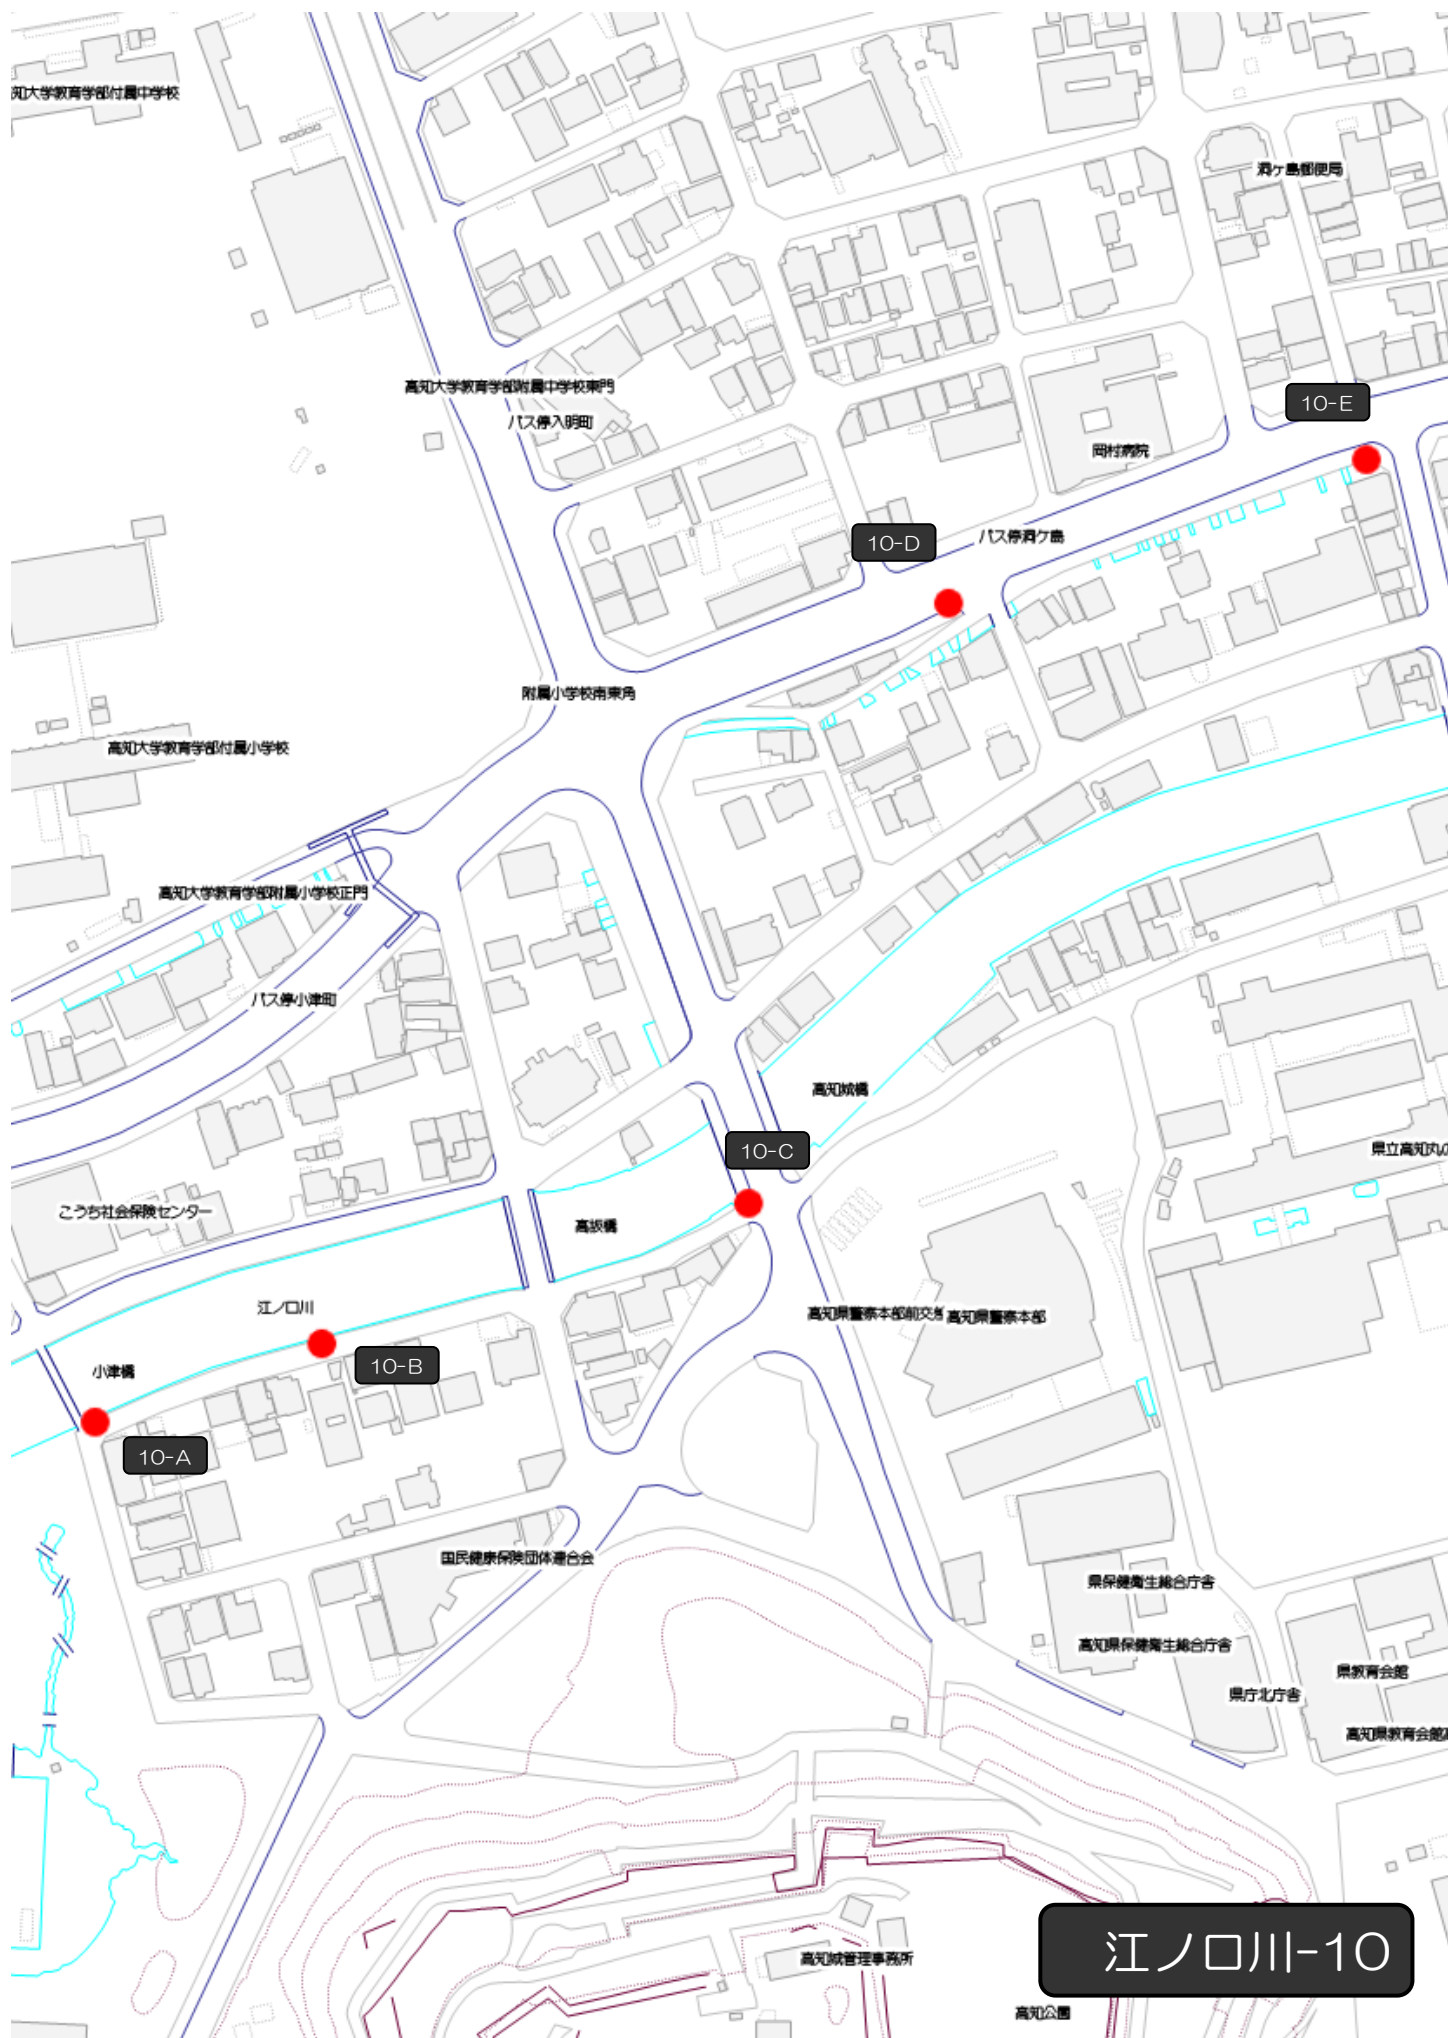 知大学教育学部付属中学校
洞ヶ島郵便局
高知大学教育学部附属中学校東門
10-E
バス停入明町
岡村病院
10-D
バス停洞ケ島
附属小学校南東角
高知大学教育学部付属小学校
高知大学教育学部附属小学校正門
バス停小津町
高知城橋
10-C
県立高知丸の
こうち社会保険センター
高坂橋
江ノ口川
高知県警察本部前交差
高知県警察本部
小津橋
10-B
10-A
国民健康保険団体連合会
県保健衛生総合庁舎
高知県保健衛生総合庁舎
県教育会館
県庁北庁舎
高知県教育会館
江ノ口川-10
高知城管理事務所
高知公園